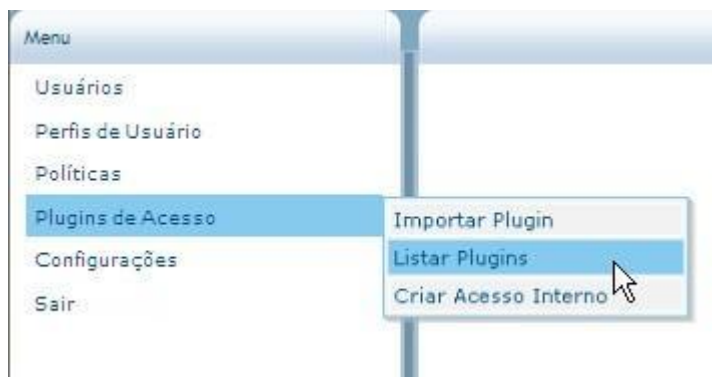 Menu
Usuários
Perfis de Usuário
Políticas
Plugins de Acesso
Importar Plugin
Listar Plugins
Criar Acesso Interno
Configurações
Sair